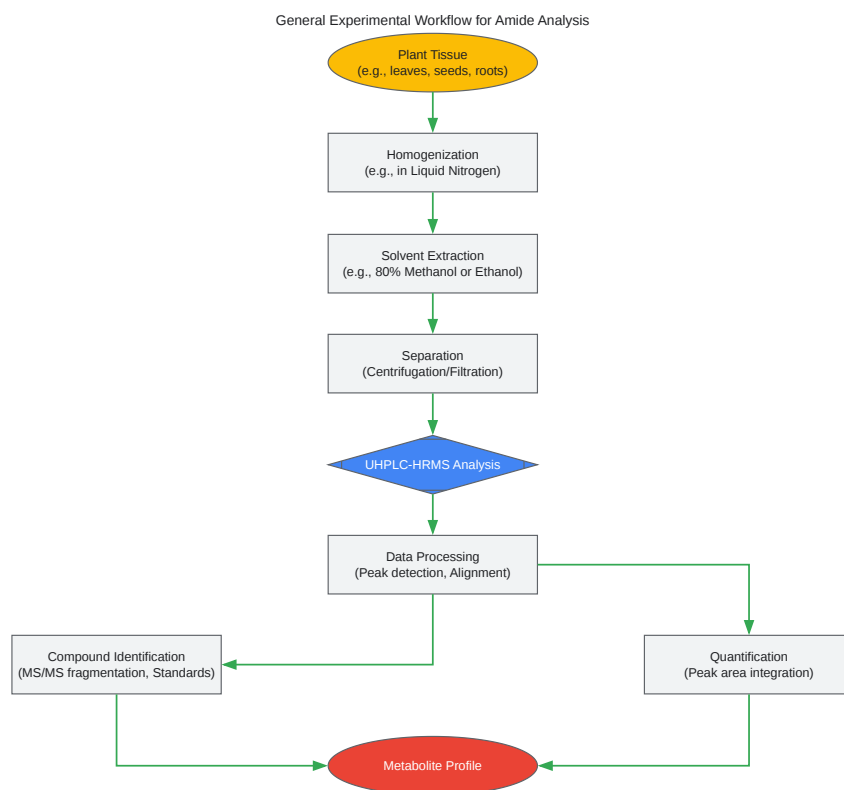 General Experimental Workflow for Amide Analysis
Plant Tissue
(e.g., leaves, seeds, roots)
Homogenization
(e.g., in Liquid Nitrogen)
Solvent Extraction
(e.g., 80% Methanol or Ethanol)
Separation
(Centrifugation/Filtration)
UHPLC-HRMS Analysis
Data Processing
(Peak detection, Alignment)
Compound Identification
(MS/MS fragmentation, Standards)
Quantification
(Peak area integration)
Metabolite Profile